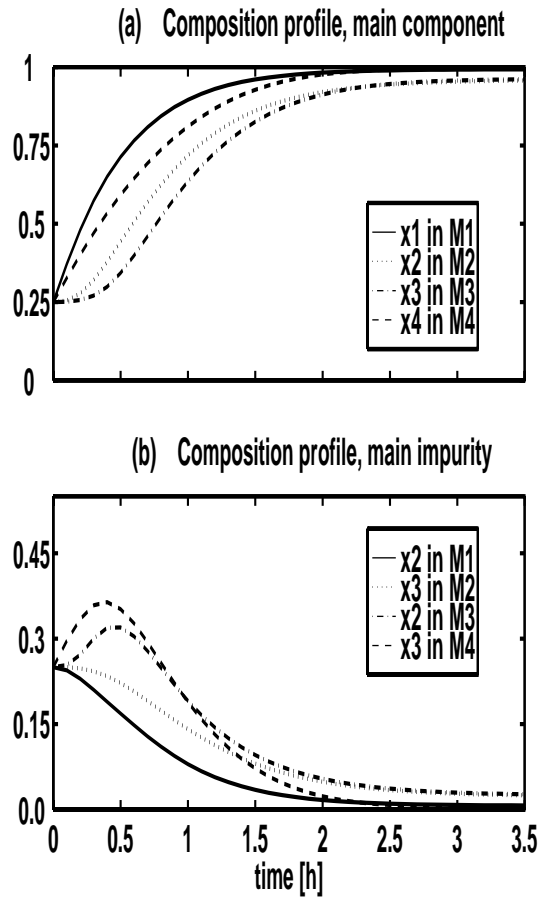 (a) Composition profile, main component
1
0.75
0.5
0.25
0
x1 in M1
x2 in M2
x3 in M3
x4 in M4
(b) Composition profile, main impurity
0.45
0.3
0.15
0.0
x2 in M1
x3 in M2
x2 in M3
x3 in M4
0 0.5 1 1.5 2 2.5 3 3.5
time [h]